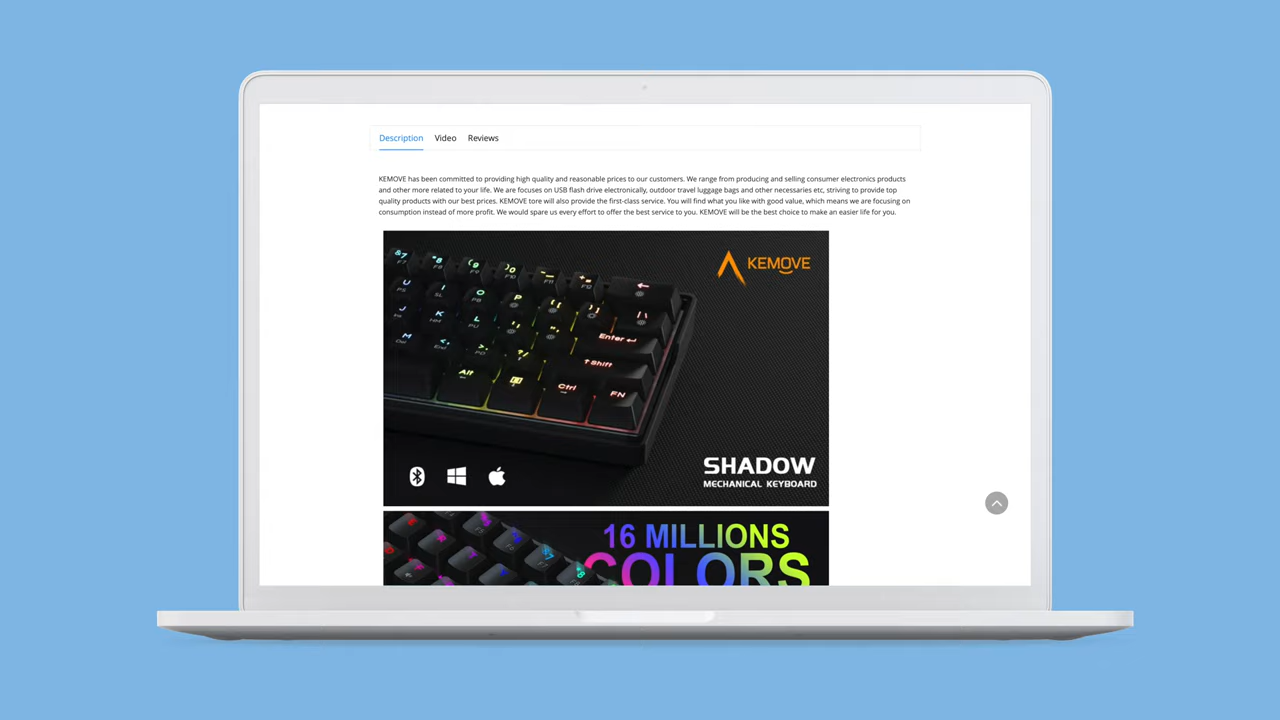 Description Video Reviews
KEMOVE has been committed to providing high quality and reasonable prices to our customers. We range from producing and selling consumer electronics products
and other more related to your life. We are focuses on USB flash drive electronically, outdoor travel luggage bags and other necessaries etc, striving to provide top
quality products with our best prices. KEMOVE tore will also provide the first-class service. You will find what you like with good value, which means we are focusing on
consumption instead of more profit. We would spare us every effort to offer the best service to you. KEMOVE will be the best choice to make an easier life for you.
KEMOVE
Enter
Shift
Alt
Ctrl
FN
SHADOW
MECHANICAL KEYBOARD
16 MILLIONS
COLORS